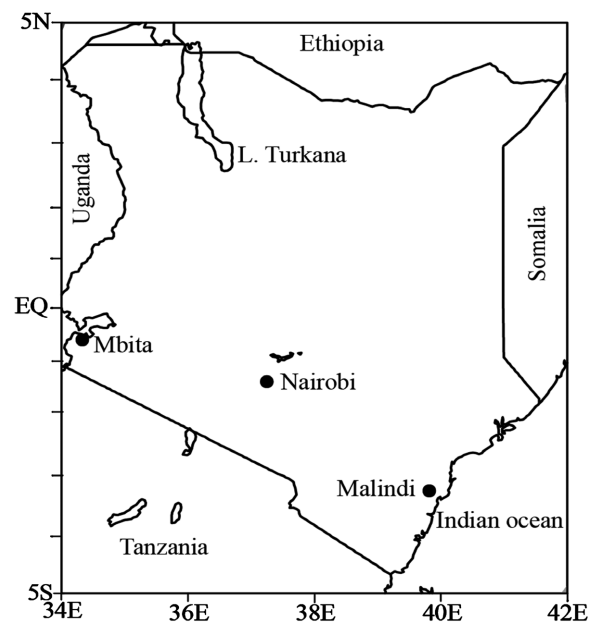 5N
Ethiopia
L. Turkana
Uganda
Somalia
EQ
Mbita
Nairobi
Malindi
Indian ocean
Tanzania
5S
34E 36E 38E 40E 42E